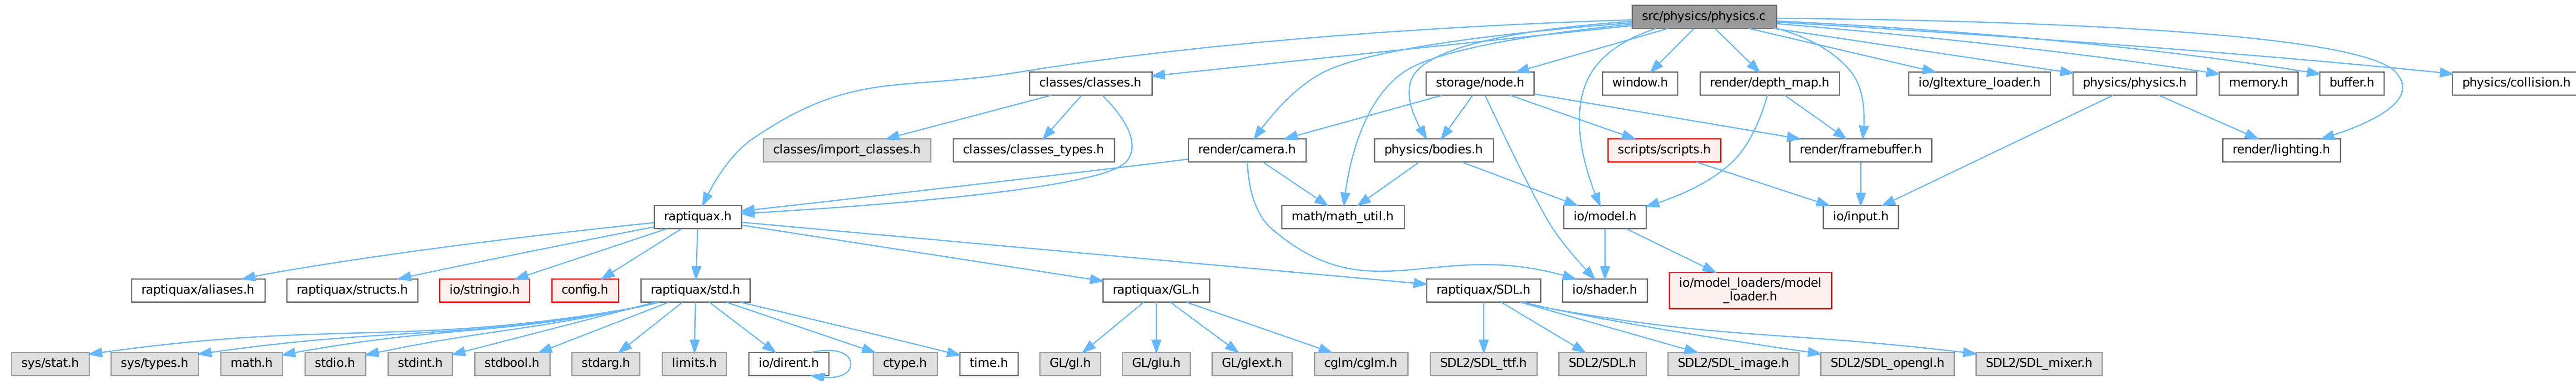 src/physics/physics.c
classes/classes.h
storage/node.h
window.h
render/depth_map.h
io/gltexture_loader.h
physics/physics.h
memory.h
buffer.h
physics/collision.h
classes/import_classes.h
classes/classes_types.h
render/camera.h
physics/bodies.h
scripts/scripts.h
render/framebuffer.h
render/lighting.h
raptiquax.h
math/math_util.h
io/model.h
io/input.h
raptiquax/aliases.h
raptiquax/structs.h
io/stringio.h
config.h
raptiquax/std.h
raptiquax/GL.h
raptiquax/SDL.h
io/shader.h
io/model_loaders/model
_loader.h
sys/stat.h
sys/types.h
math.h
stdio.h
stdint.h
stdbool.h
stdarg.h
limits.h
io/dirent.h
ctype.h
time.h
GL/gl.h
GL/glu.h
GL/glext.h
cglm/cglm.h
SDL2/SDL_ttf.h
SDL2/SDL.h
SDL2/SDL_image.h
SDL2/SDL_opengl.h
SDL2/SDL_mixer.h